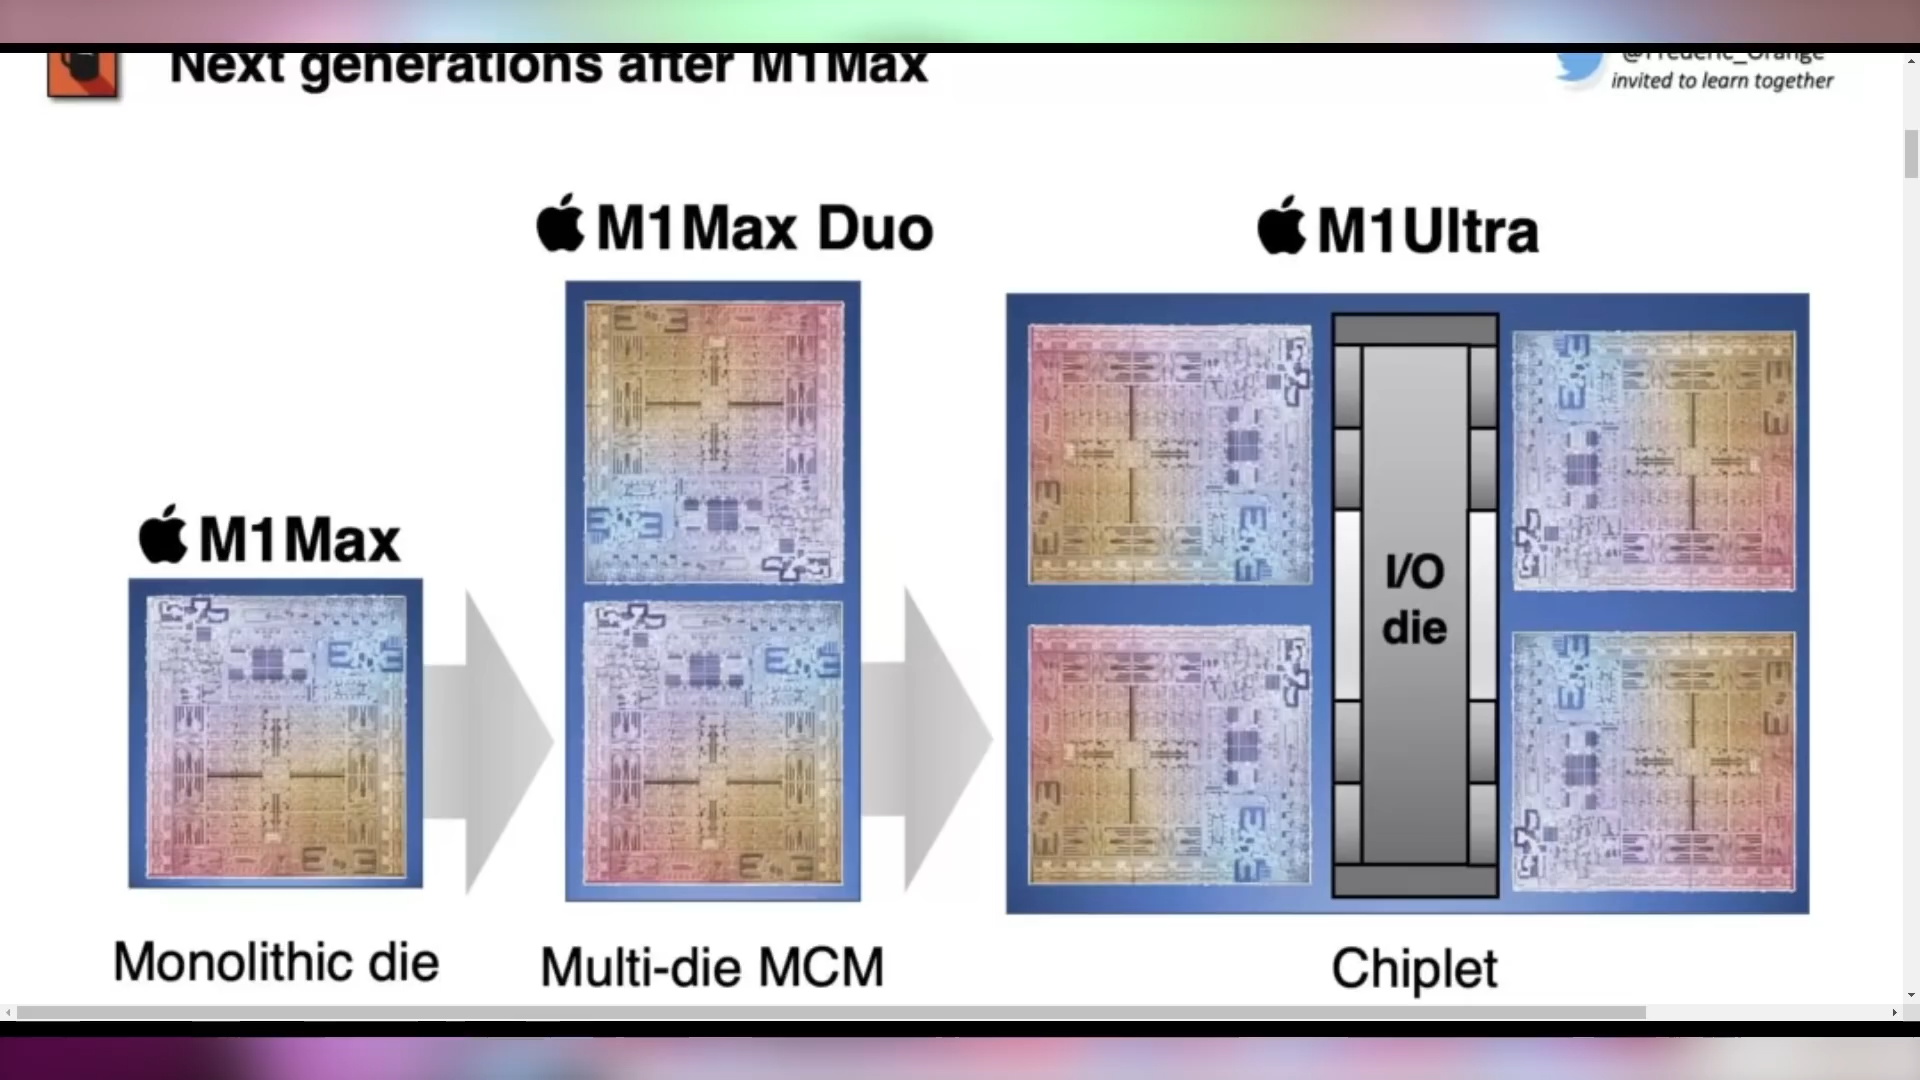 Next generations after M1Max
@Frederic_Orange
invited to learn together
M1Max Duo
M1Ultra
M1Max
I/O
die
Monolithic die
Multi-die MCM
Chiplet